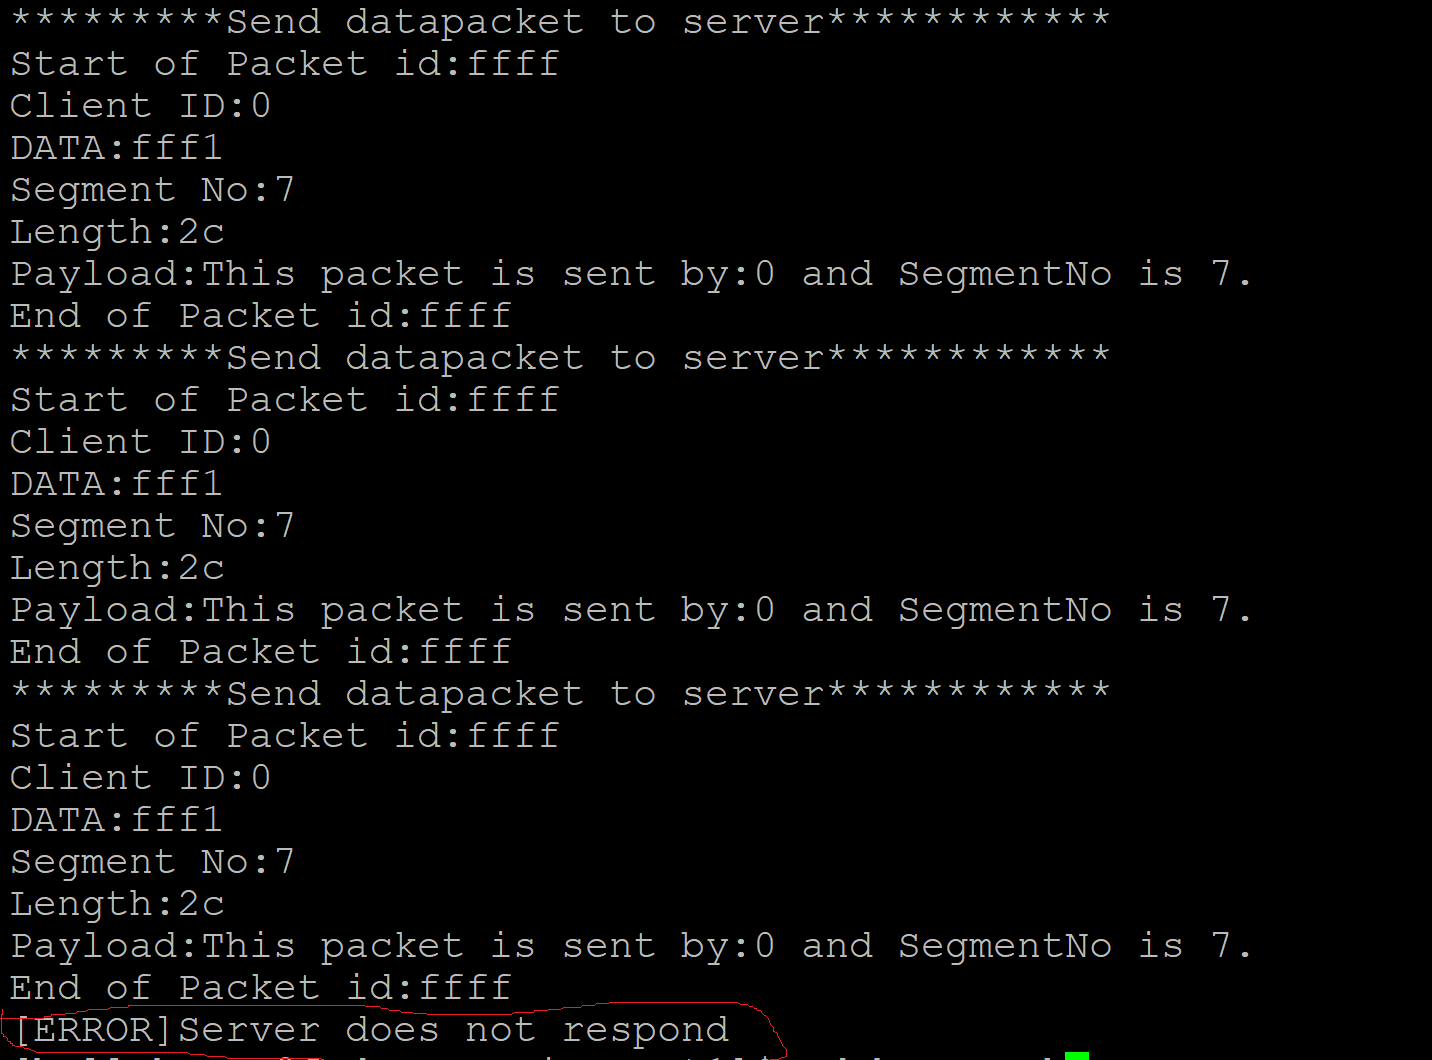 *********Send datapacket to server************
Start of Packet id:ffff
Client ID:0
DATA:fff1
Segment No:7
Length:2c
Payload:This packet is sent by:0 and SegmentNo is 7.
End of Packet id:ffff
*********Send datapacket to server************
Start of Packet id:ffff
Client ID:0
DATA:fff1
Segment No:7
Length:2c
Payload:This packet is sent by:0 and SegmentNo is 7.
End of Packet id:ffff
*********Send datapacket to server************
Start of Packet id:ffff
Client ID:0
DATA:fff1
Segment No:7
Length:2c
Payload:This packet is sent by:0 and SegmentNo is 7.
End of Packet id:ffff
[ERROR]Server does not respond